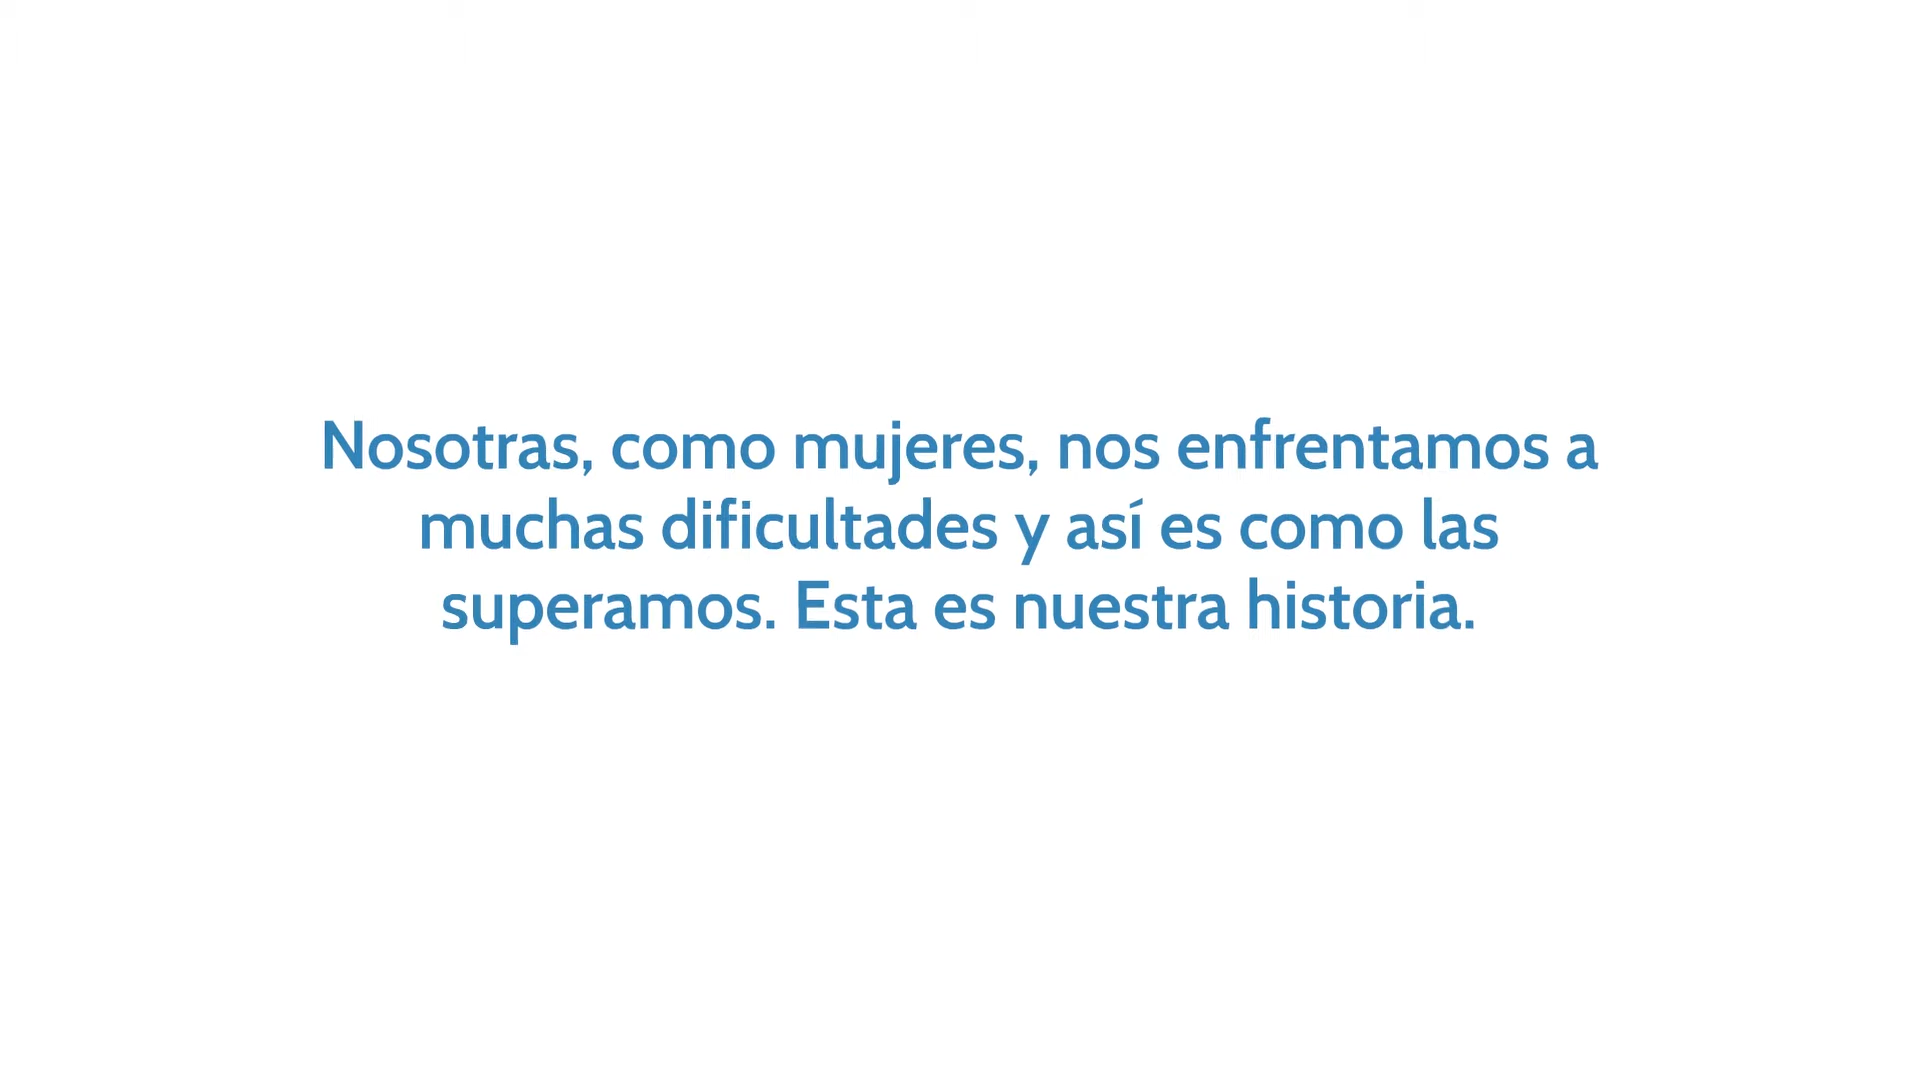 Nosotras, como mujeres, nos enfrentamos a
muchas dificultades y así es como las
superamos. Esta es nuestra historia.